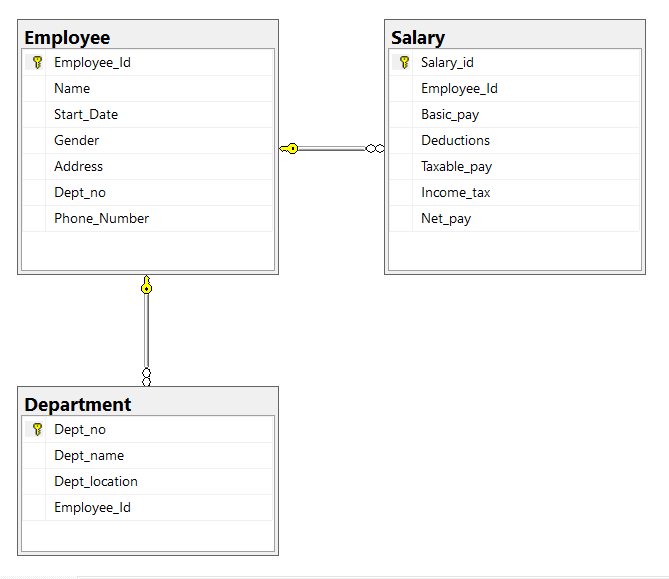 Employee
Employee_Id
Name
Start_Date
Gender
Address
Dept_no
Phone_Number
Salary
Salary_id
Employee_Id
Basic_pay
Deductions
Taxable_pay
Income_tax
Net_pay
Department
Dept_no
Dept_name
Dept_location
Employee_Id